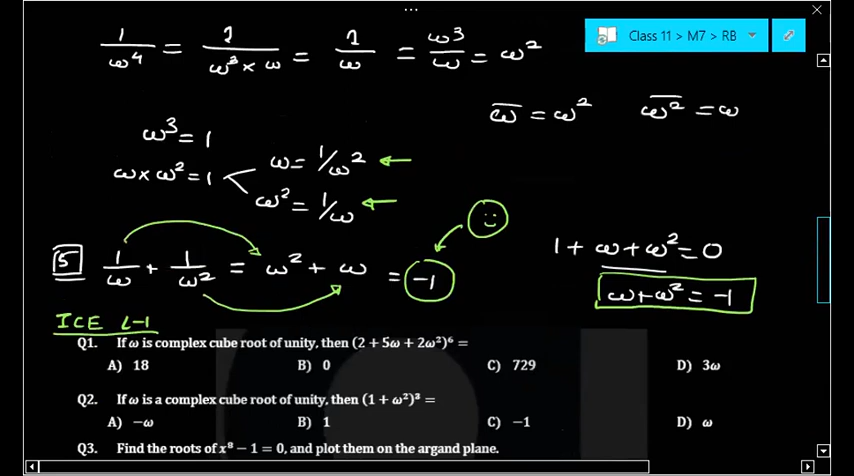 Class 11 > M7 > RB
1/ω⁴ = 1/(ω³ × ω) = 1/ω = ω³/ω = ω²
ω̅ = ω² ω̅²̅ = ω
ω³ = 1
ω × ω² = 1
ω = 1/ω²
ω² = 1/ω
1 + ω + ω² = 0
5 1/ω + 1/ω² = ω² + ω = -1
ω + ω² = -1
ICE L-1
Q1. If ω is complex cube root of unity, then (2 + 5ω + 2ω²)⁶ =
A) 18 B) 0 C) 729 D) 3ω
Q2. If ω is a complex cube root of unity, then (1 + ω²)³ =
A) −ω B) 1 C) −1 D) ω
Q3. Find the roots of x⁸ − 1 = 0, and plot them on the argand plane.